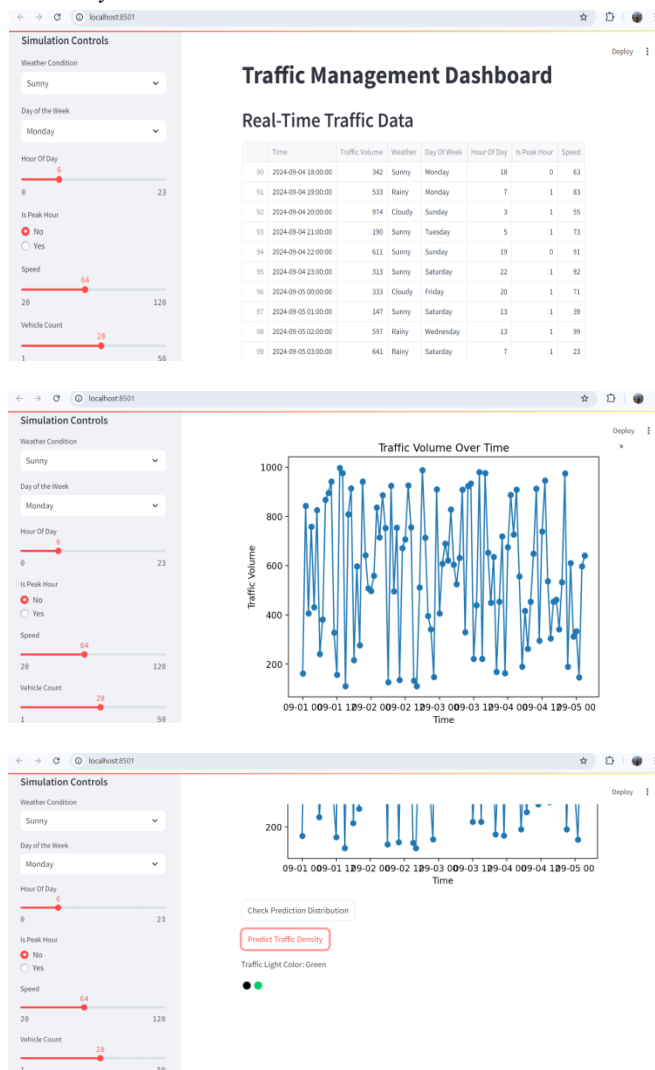 localhost:8501
Simulation Controls
Deploy
Weather Condition
Sunny
Day of the Week
Monday
Hour Of Day
6
0 23
Is Peak Hour
No
Yes
Speed
64
20 120
Vehicle Count
28
1 50
Traffic Management Dashboard
Real-Time Traffic Data
Time Traffic Volume Weather Day Of Week Hour Of Day Is Peak Hour Speed
90 2024-09-04 18:00:00 342 Sunny Monday 18 0 63
91 2024-09-04 19:00:00 533 Rainy Monday 7 1 83
92 2024-09-04 20:00:00 974 Cloudy Sunday 3 1 55
93 2024-09-04 21:00:00 190 Sunny Tuesday 5 1 73
94 2024-09-04 22:00:00 611 Sunny Sunday 19 0 91
95 2024-09-04 23:00:00 313 Sunny Saturday 22 1 92
96 2024-09-05 00:00:00 333 Cloudy Friday 20 1 71
97 2024-09-05 01:00:00 147 Sunny Saturday 13 1 39
98 2024-09-05 02:00:00 597 Rainy Wednesday 13 1 99
99 2024-09-05 03:00:00 641 Rainy Saturday 7 1 23
localhost:8501
Simulation Controls
Deploy
Weather Condition
Sunny
Day of the Week
Monday
Hour Of Day
6
0 23
Is Peak Hour
No
Yes
Speed
64
20 120
Vehicle Count
28
1 50
Traffic Volume Over Time
1000
800
600
400
200
Traffic Volume
09-01 00 09-01 12 09-02 00 09-02 12 09-03 00 09-03 12 09-04 00 09-04 12 09-05 00
Time
localhost:8501
Simulation Controls
Deploy
Weather Condition
Sunny
Day of the Week
Monday
Hour Of Day
6
0 23
Is Peak Hour
No
Yes
Speed
64
20 120
Vehicle Count
28
1 50
200
09-01 00 09-01 12 09-02 00 09-02 12 09-03 00 09-03 12 09-04 00 09-04 12 09-05 00
Time
Check Prediction Distribution
Predict Traffic Density
Traffic Light Color: Green